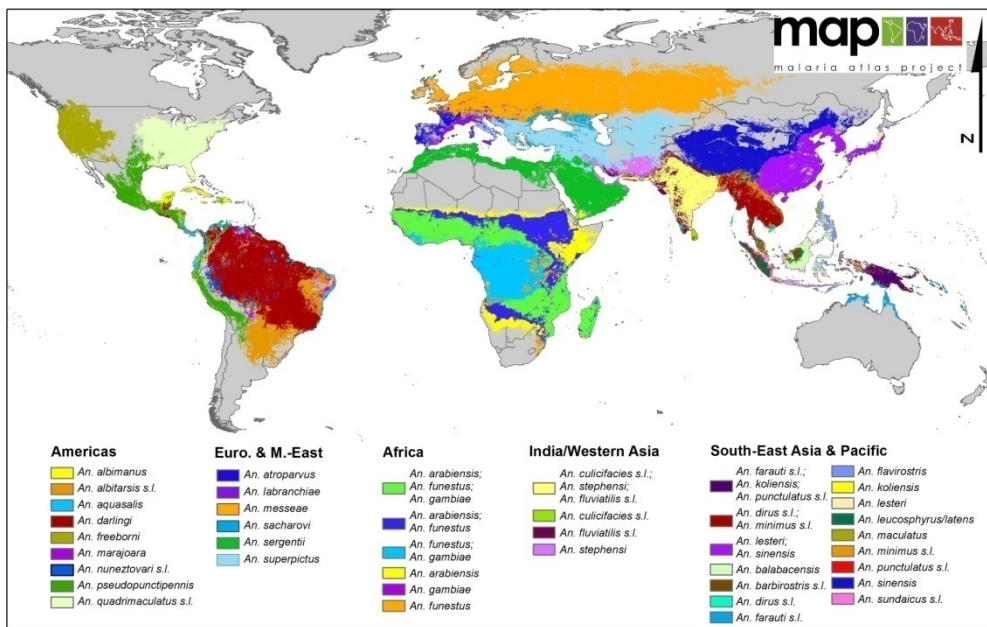 map
malaria atlas project
N
Americas
An. albimanus
An. albitarsis s.l.
An. aquasalis
An. darlingi
An. freeborni
An. marajoara
An. nuneztovari s.l.
An. pseudopunctipennis
An. quadrimaculatus s.l.
Euro. & M.-East
An. atroparvus
An. labranchiae
An. messeae
An. sacharovi
An. sergentii
An. superpictus
Africa
An. arabiensis;
An. funestus;
An. gambiae
An. arabiensis;
An. funestus
An. funestus;
An. gambiae
An. arabiensis
An. gambiae
An. funestus
India/Western Asia
An. culicifacies s.l.;
An. stephensi;
An. fluviatilis s.l.
An. culicifacies s.l.
An. fluviatilis s.l.
An. stephensi
South-East Asia & Pacific
An. farauti s.l.;
An. koliensis;
An. punctulatus s.l.
An. dirus s.l.;
An. minimus s.l.
An. lesteri;
An. sinensis
An. balabacensis
An. barbirostris s.l.
An. dirus s.l.
An. farauti s.l.
An. flavirostris
An. koliensis
An. lesteri
An. leucosphyrus/latens
An. maculatus
An. minimus s.l.
An. punctulatus s.l.
An. sinensis
An. sundaicus s.l.